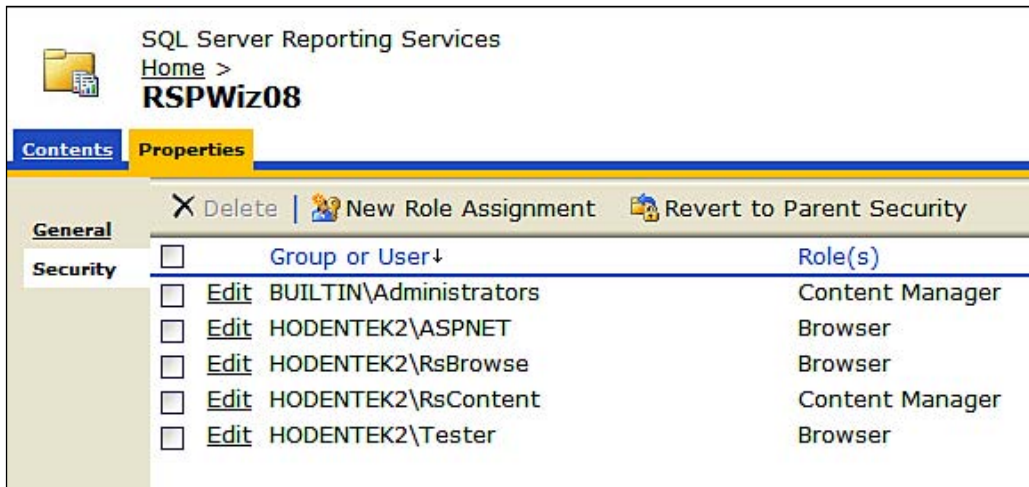 SQL Server Reporting Services
Home >
RSPWiz08
Contents Properties
General
Security
Delete | New Role Assignment Revert to Parent Security
Group or User↓ Role(s)
Edit BUILTIN\Administrators Content Manager
Edit HODENTEK2\ASPNET Browser
Edit HODENTEK2\RsBrowse Browser
Edit HODENTEK2\RsContent Content Manager
Edit HODENTEK2\Tester Browser